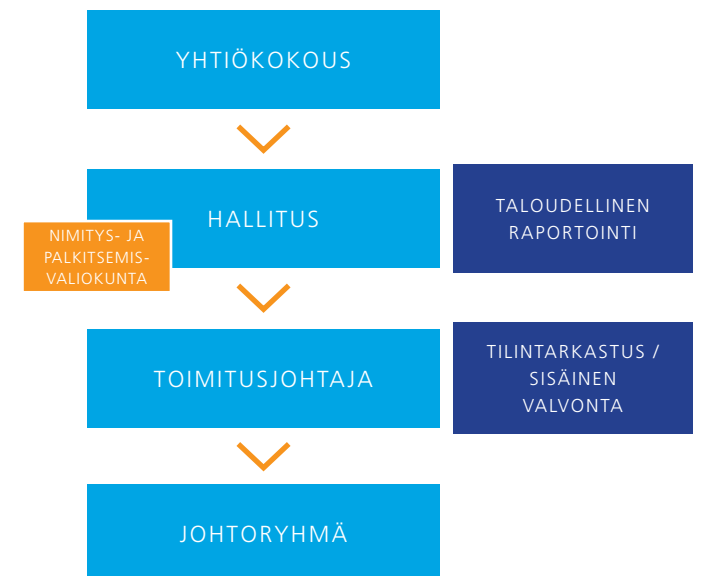 YHTIÖKOKOUS
HALLITUS
NIMITYS- JA
PALKITSEMIS-
VALIOKUNTA
TALOUDELLINEN
RAPORTOINTI
TOIMITUSJOHTAJA
TILINTARKASTUS /
SISÄINEN
VALVONTA
JOHTORYHMÄ